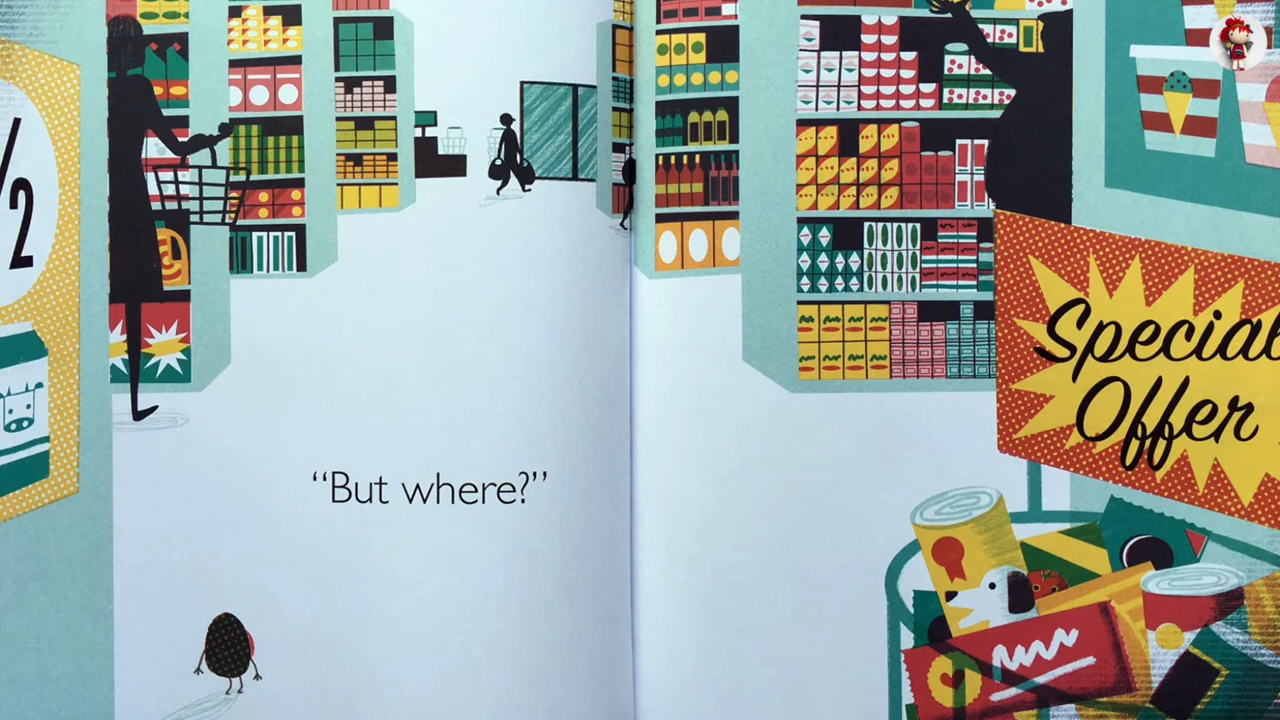 1/2
“But where?”
Special
Offer